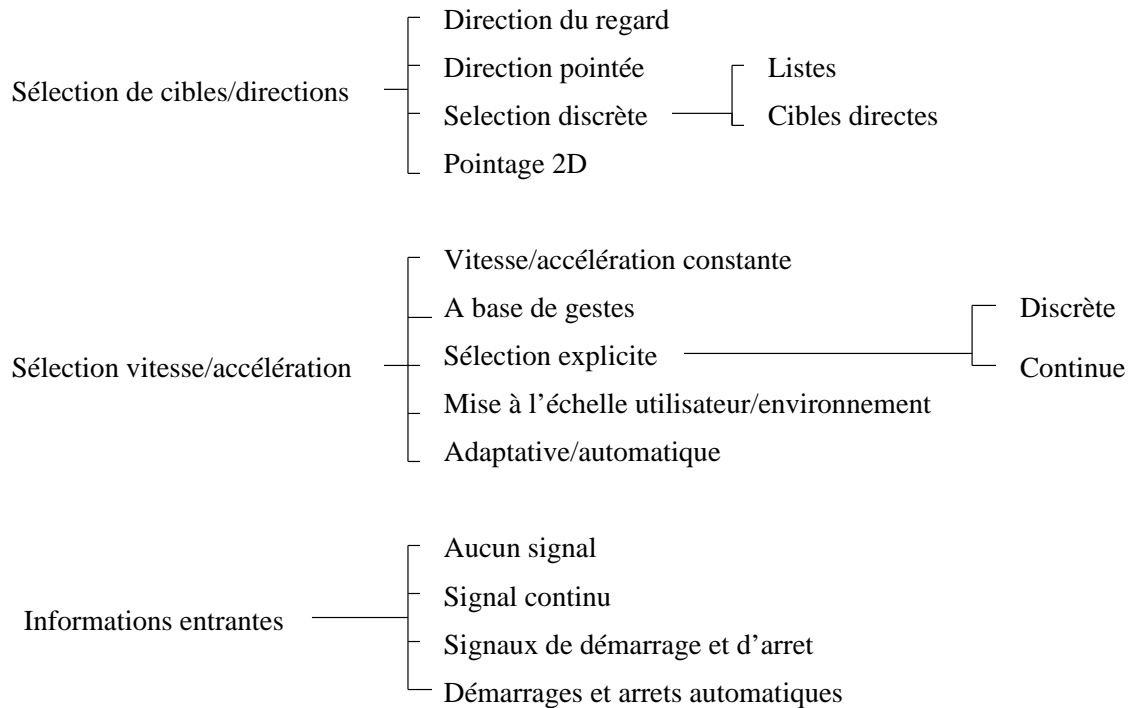 Direction du regard
Direction pointée
Listes
Sélection de cibles/directions
Selection discrète
Cibles directes
Pointage 2D
Vitesse/accélération constante
A base de gestes
Discrète
Sélection explicite
Sélection vitesse/accélération
Continue
Mise à l’échelle utilisateur/environnement
Adaptative/automatique
Aucun signal
Signal continu
Informations entrantes
Signaux de démarrage et d’arret
Démarrages et arrets automatiques